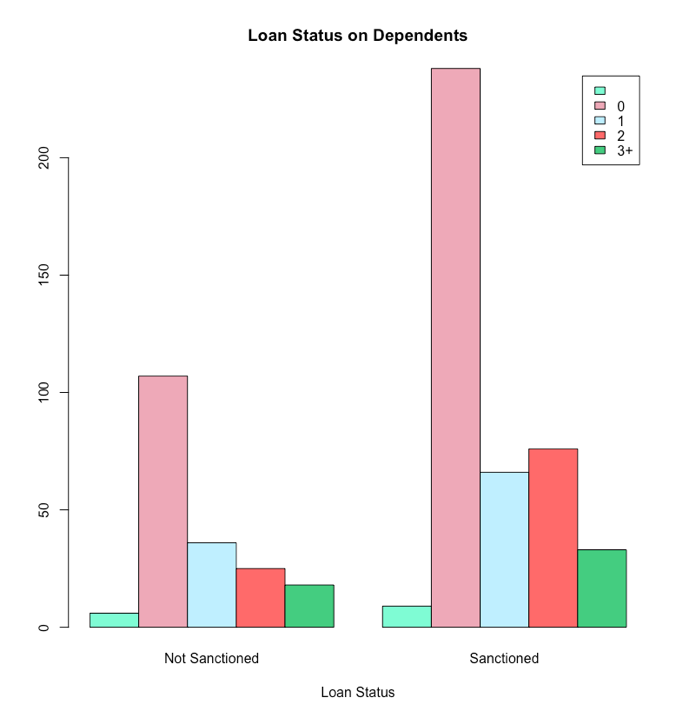 Loan Status on Dependents
0
1
2
3+
200
150
100
50
0
Not Sanctioned
Sanctioned
Loan Status